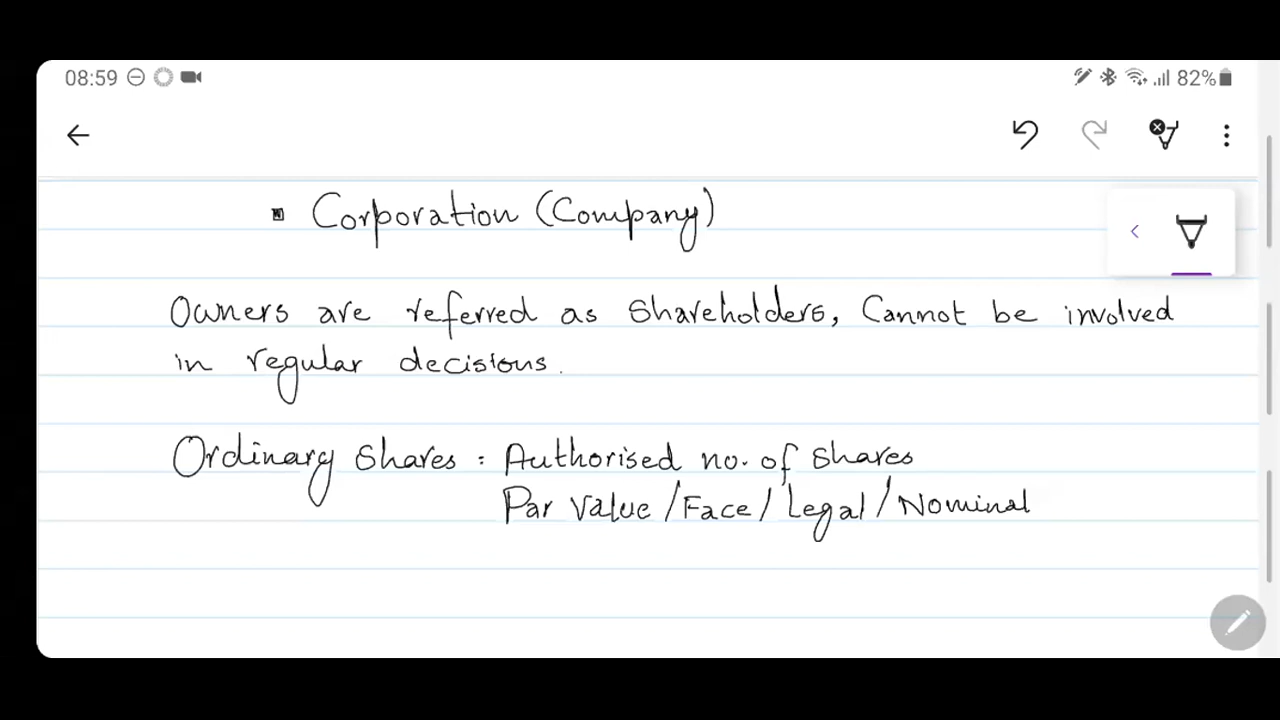 08:59 82%
▪ Corporation (Company)
Owners are referred as Shareholders, Cannot be involved
in regular decisions.
Ordinary Shares : Authorised no. of shares
Par Value / Face / Legal / Nominal